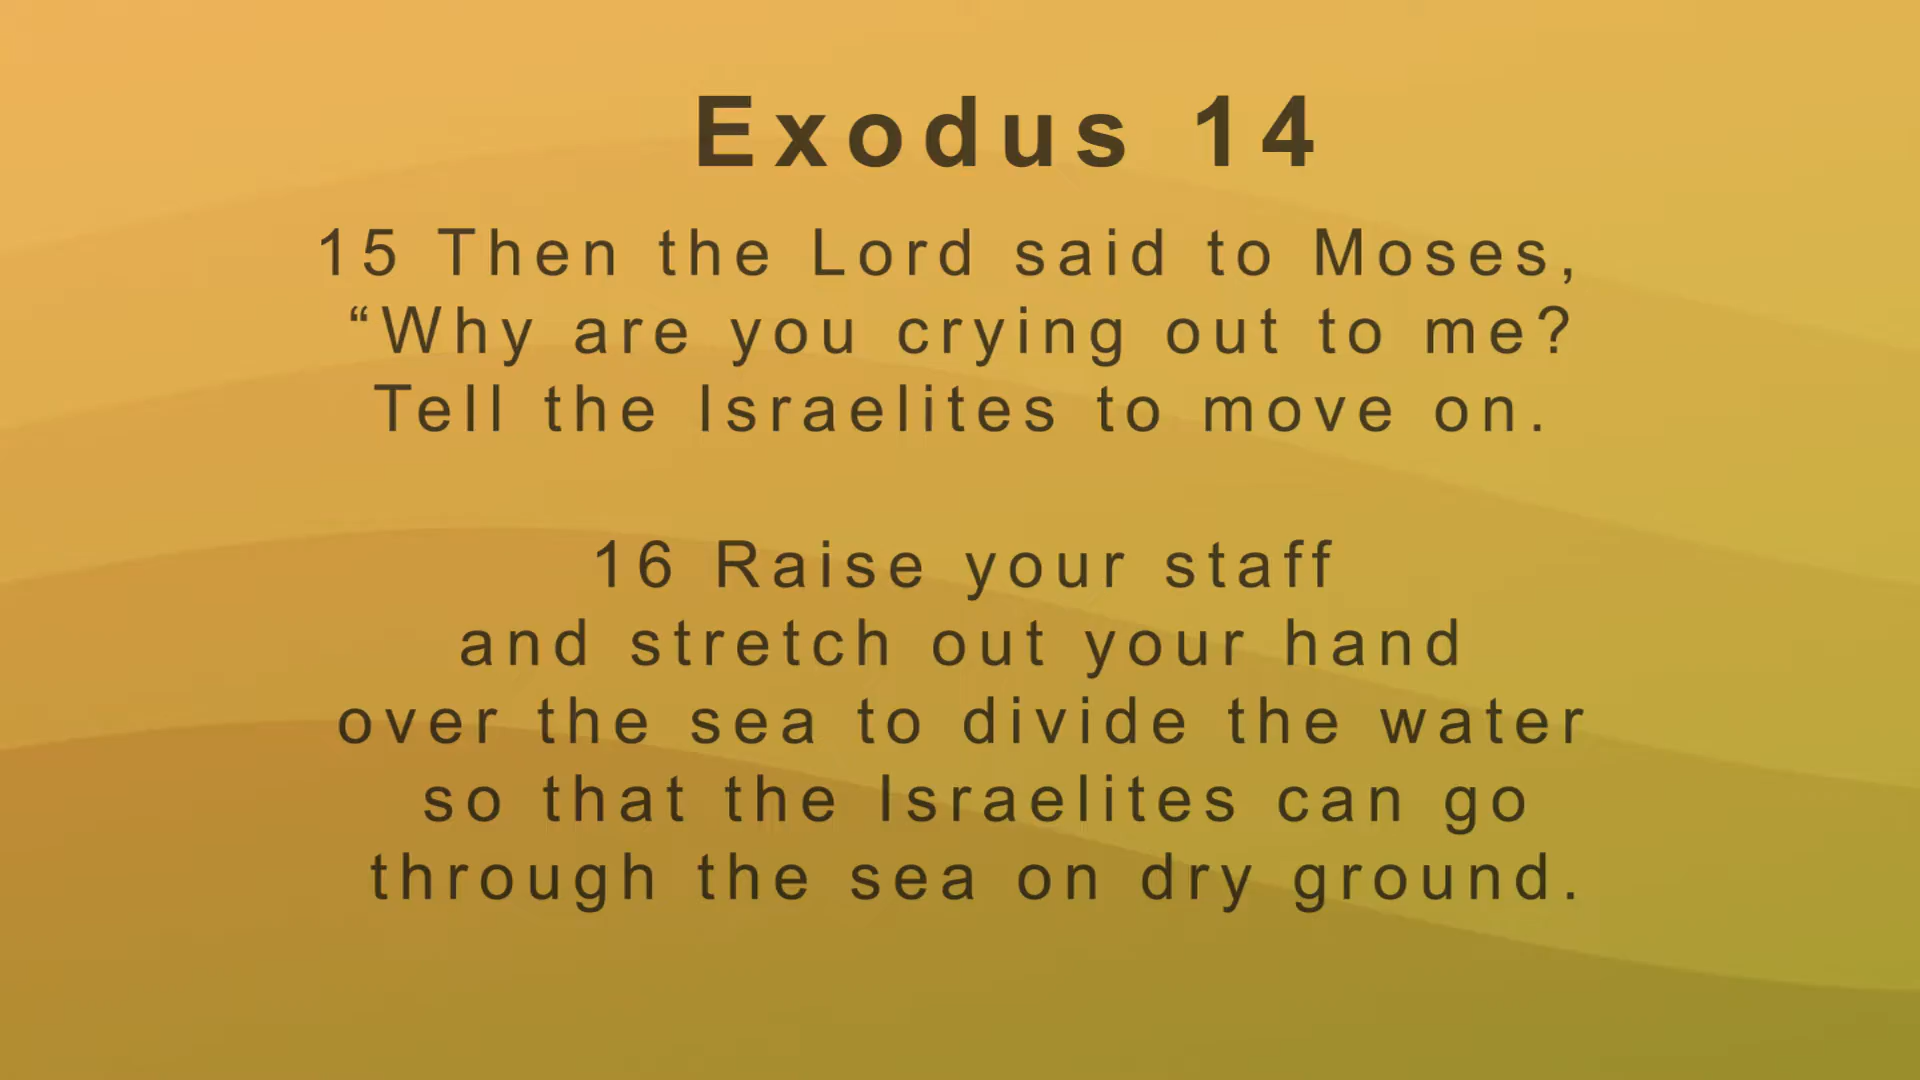 Exodus 14
15 Then the Lord said to Moses,
“Why are you crying out to me?
Tell the Israelites to move on.
16 Raise your staff
and stretch out your hand
over the sea to divide the water
so that the Israelites can go
through the sea on dry ground.